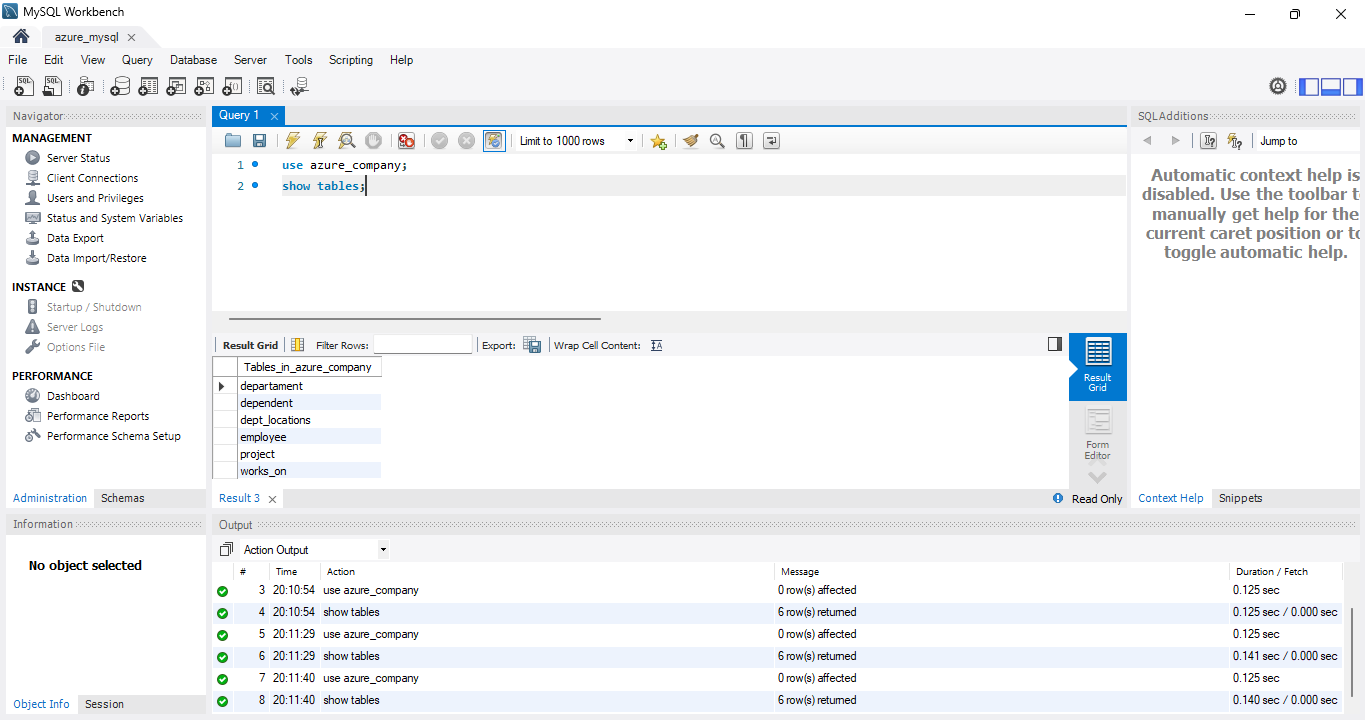 MySQL Workbench
azure_mysql
File Edit View Query Database Server Tools Scripting Help
Navigator
MANAGEMENT
Server Status
Client Connections
Users and Privileges
Status and System Variables
Data Export
Data Import/Restore
INSTANCE
Startup / Shutdown
Server Logs
Options File
PERFORMANCE
Dashboard
Performance Reports
Performance Schema Setup
Administration Schemas
Information
No object selected
Object Info Session
Query 1
Limit to 1000 rows
1 use azure_company;
2 show tables;
Result Grid Filter Rows: Export: Wrap Cell Content:
Tables_in_azure_company
departament
dependent
dept_locations
employee
project
works_on
Result Grid
Form Editor
Result 3 Read Only
SQLAdditions
Jump to
Automatic context help is
disabled. Use the toolbar t
manually get help for the
current caret position or to
toggle automatic help.
Context Help Snippets
Output
Action Output
# Time Action Message Duration / Fetch
3 20:10:54 use azure_company 0 row(s) affected 0.125 sec
4 20:10:54 show tables 6 row(s) returned 0.125 sec / 0.000 sec
5 20:11:29 use azure_company 0 row(s) affected 0.125 sec
6 20:11:29 show tables 6 row(s) returned 0.141 sec / 0.000 sec
7 20:11:40 use azure_company 0 row(s) affected 0.125 sec
8 20:11:40 show tables 6 row(s) returned 0.140 sec / 0.000 sec